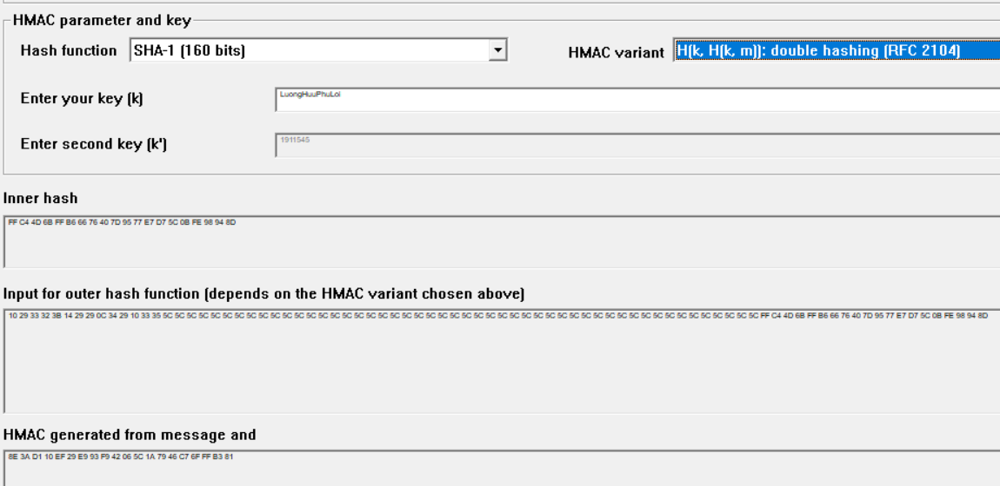 HMAC parameter and key
Hash function SHA-1 (160 bits) HMAC variant H(k, H(k, m)): double hashing (RFC 2104)
Enter your key (k) LuongHuuPhuLoi
Enter second key (k') 1911545
Inner hash
FF C4 4D 6B FF B6 66 76 40 7D 95 77 E7 D7 5C 0B FE 98 94 8D
Input for outer hash function (depends on the HMAC variant chosen above)
10 29 33 32 3B 14 29 29 0C 34 29 10 33 35 5C 5C 5C 5C 5C 5C 5C 5C 5C 5C 5C 5C 5C 5C 5C 5C 5C 5C 5C 5C 5C 5C 5C 5C 5C 5C 5C 5C 5C 5C 5C 5C 5C 5C 5C 5C 5C 5C 5C 5C 5C 5C 5C 5C 5C 5C 5C 5C 5C 5C FF C4 4D 6B FF B6 66 76 40 7D 95 77 E7 D7 5C 0B FE 98 94 8D
HMAC generated from message and
8E 3A D1 10 EF 29 E9 93 F9 42 06 5C 1A 79 46 C7 6F FF B3 81